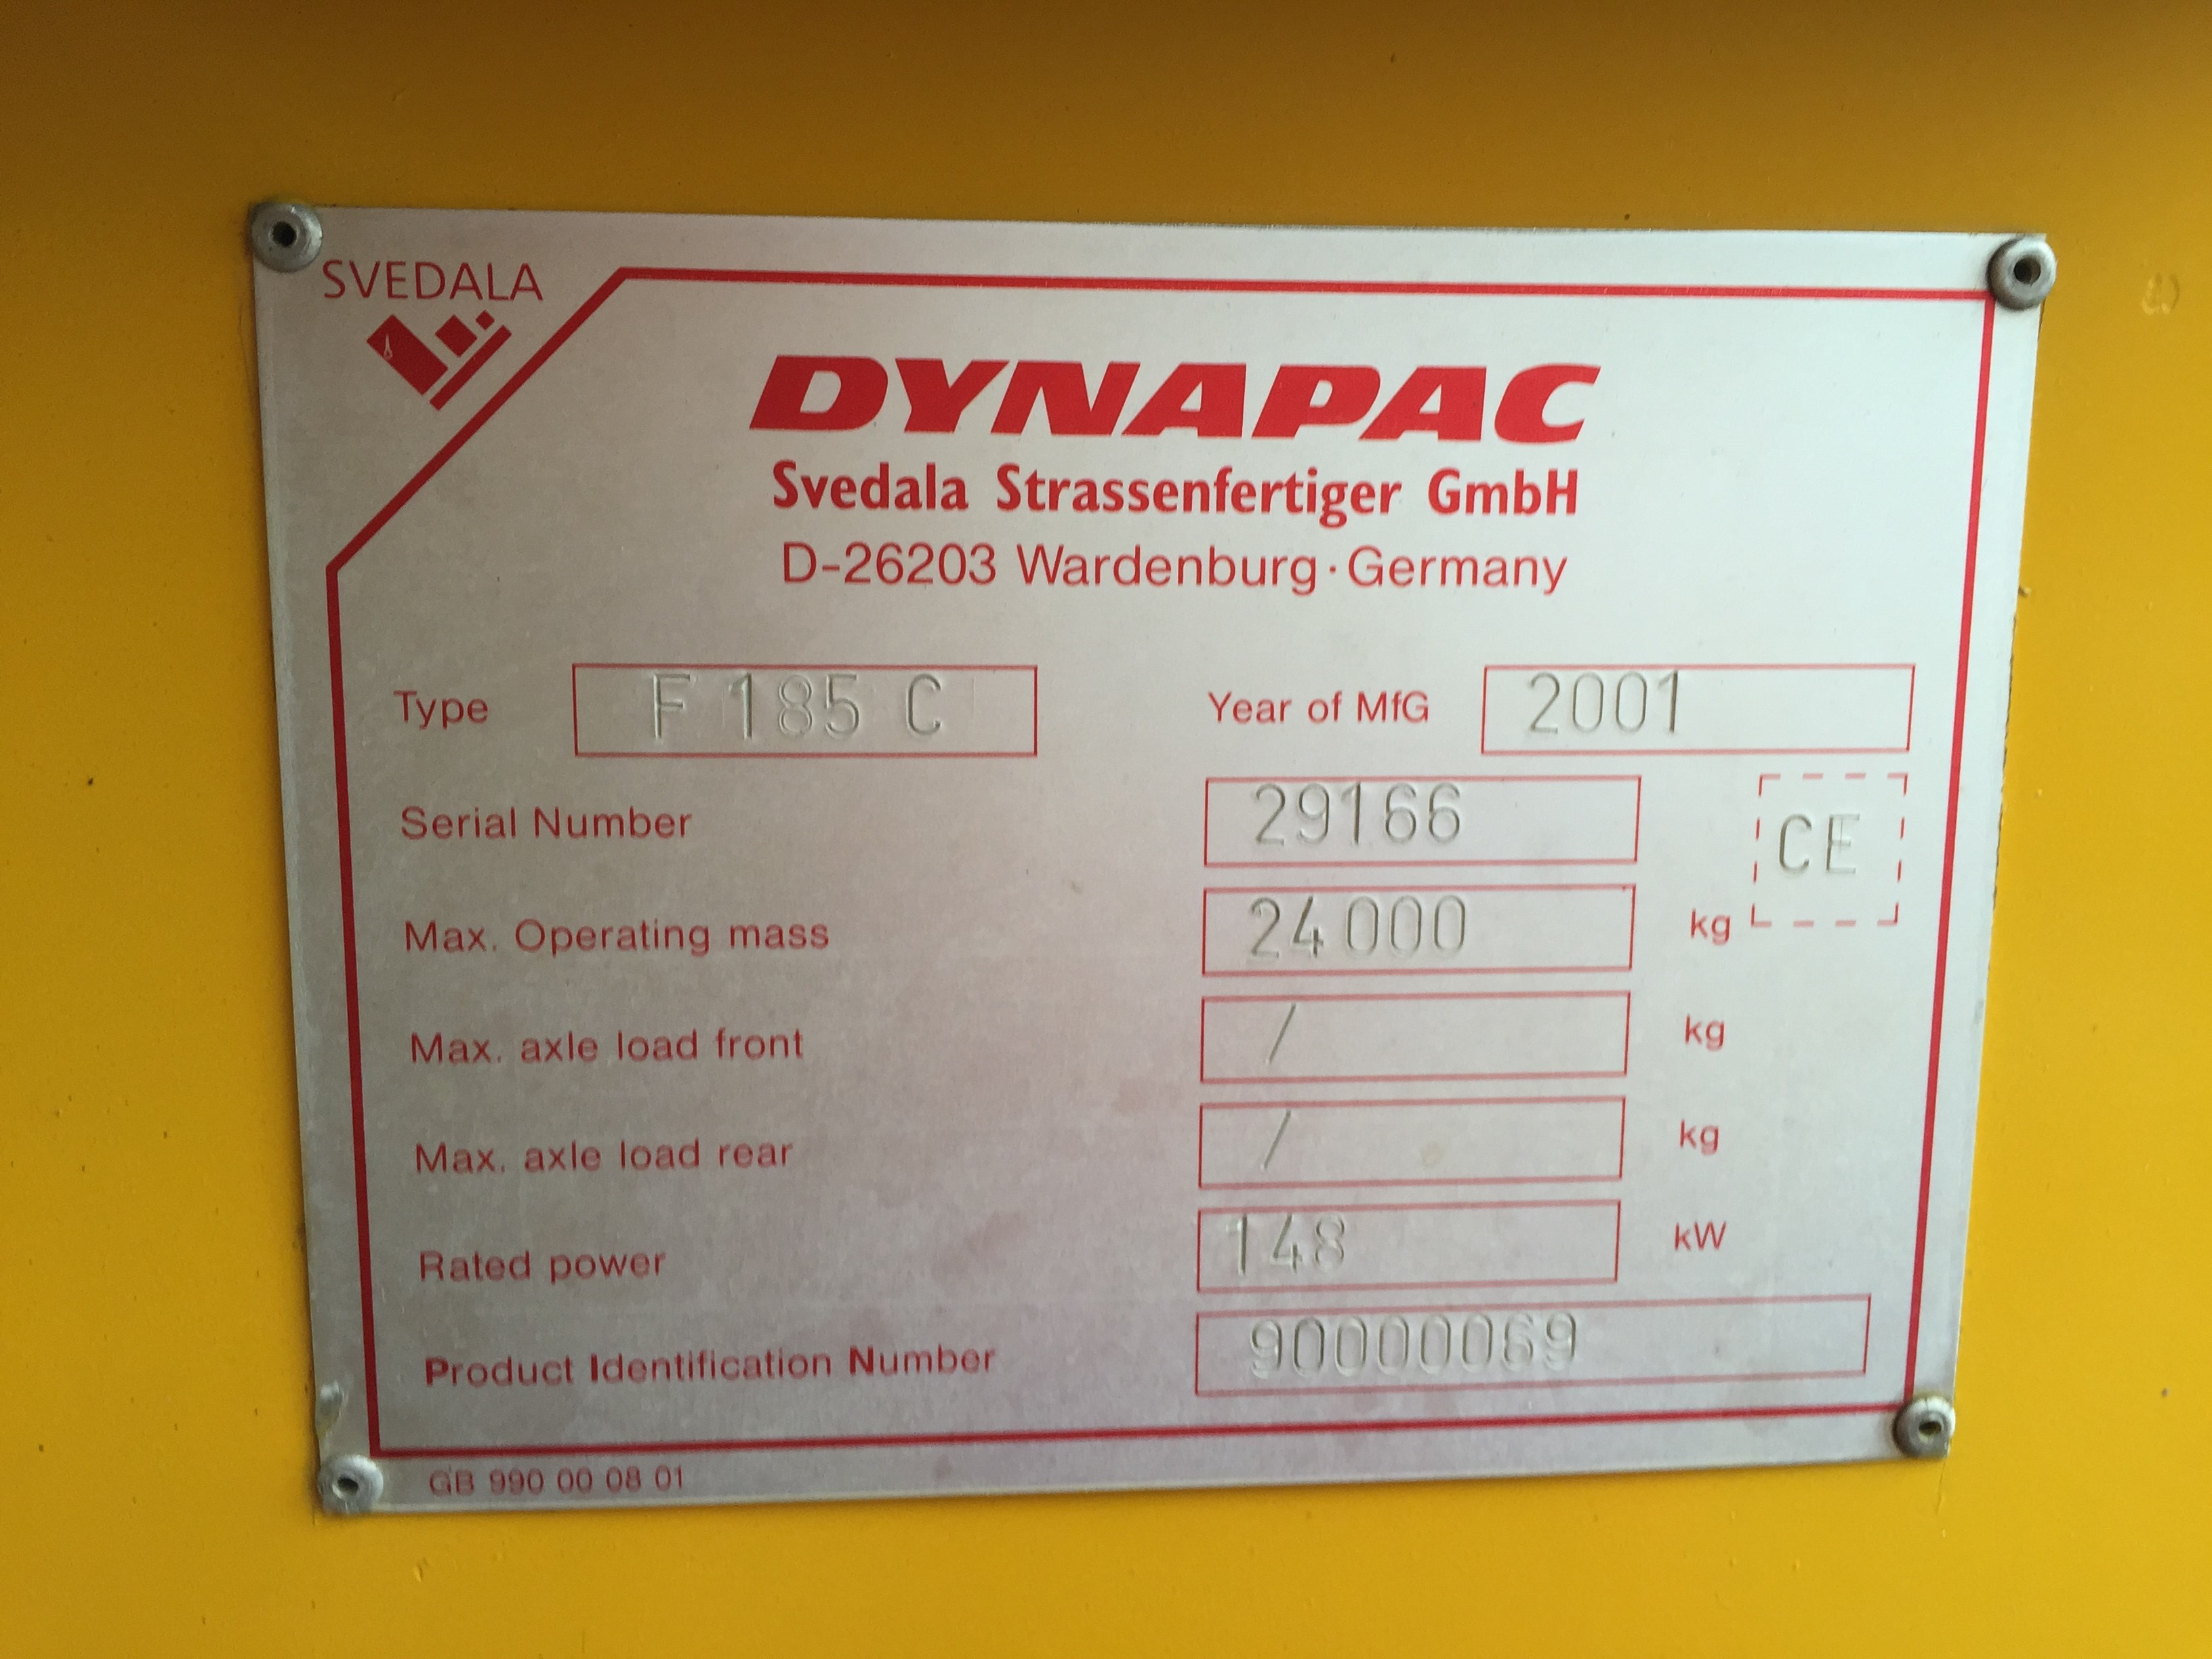 SVEDALA
DYNAPAC
Svedala Strassenfertiger GmbH
D-26203 Wardenburg · Germany
Type F 185 C Year of MfG 2001
Serial Number 29166
CE
Max. Operating mass 24000 kg
Max. axle load front / kg
Max. axle load rear / kg
Rated power 148 kW
Product Identification Number 90000069
GB 990 00 08 01